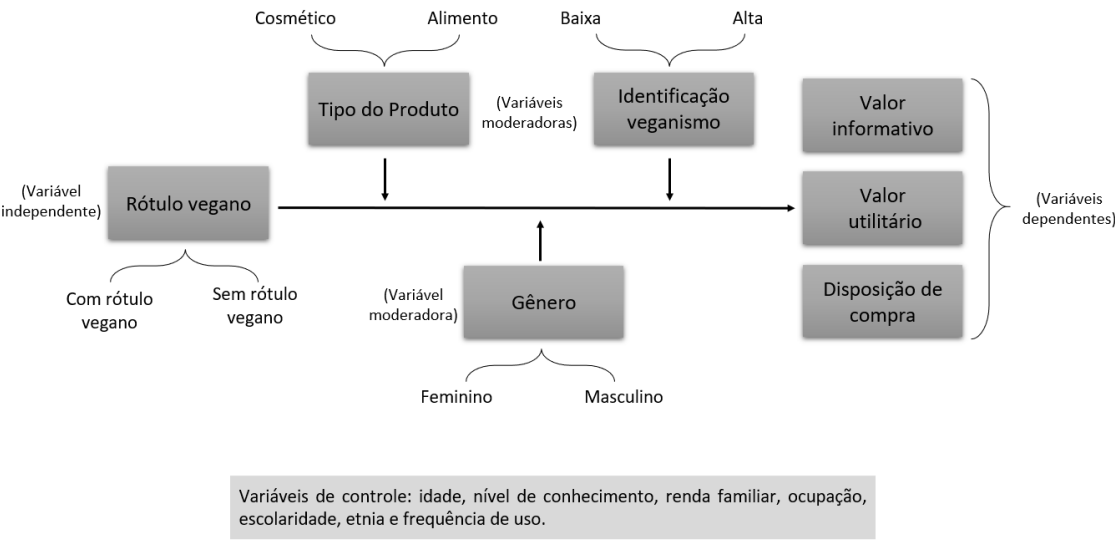 Cosmético
Alimento
Baixa
Alta
Tipo do Produto
(Variáveis
moderadoras)
Identificação
veganismo
Valor
informativo
(Variável
independente)
Rótulo vegano
Valor
utilitário
(Variáveis
dependentes)
Com rótulo
vegano
Sem rótulo
vegano
(Variável
moderadora)
Gênero
Disposição de
compra
Feminino
Masculino
Variáveis de controle: idade, nível de conhecimento, renda familiar, ocupação,
escolaridade, etnia e frequência de uso.